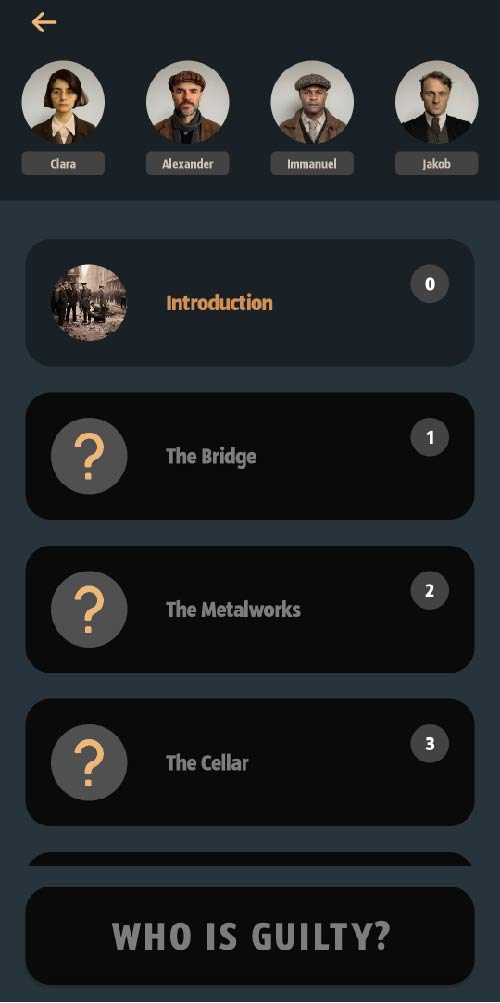 Clara
Alexander
Immanuel
Jakob
Introduction
0
The Bridge
1
The Metalworks
2
The Cellar
3
WHO IS GUILTY?